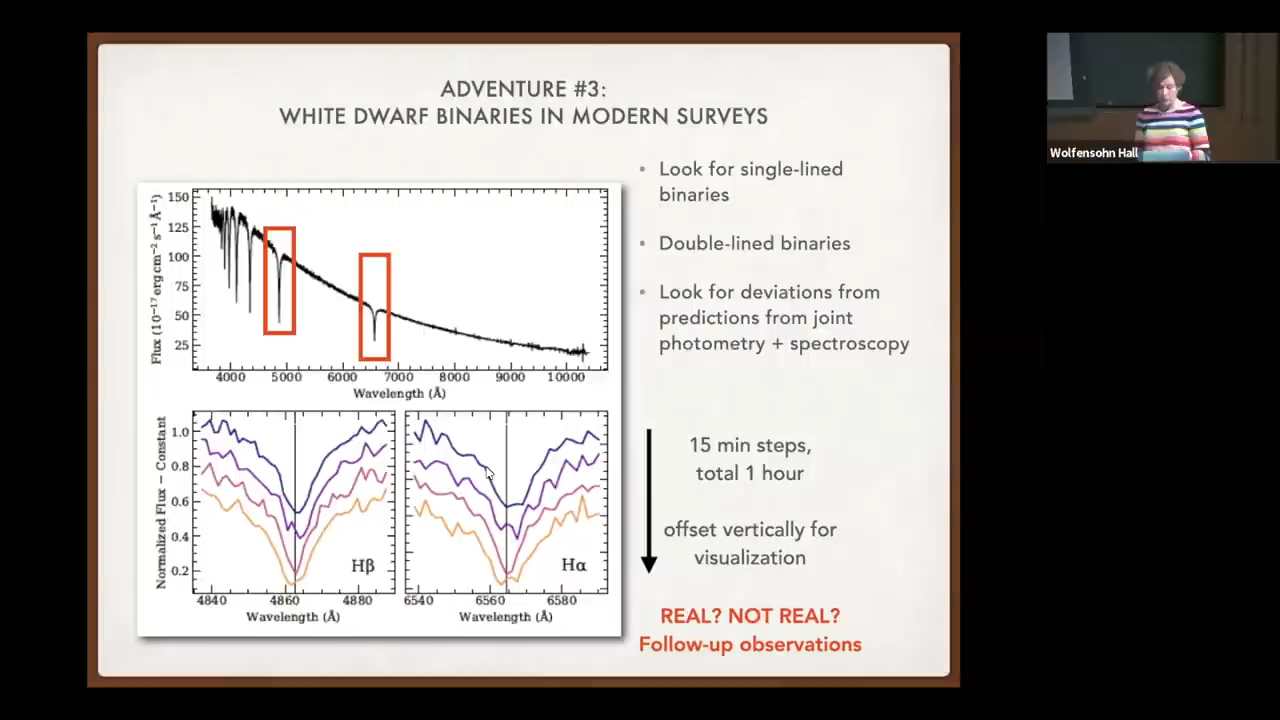 ADVENTURE #3:
WHITE DWARF BINARIES IN MODERN SURVEYS
Wolfensohn Hall
• Look for single-lined
binaries
• Double-lined binaries
• Look for deviations from
predictions from joint
photometry + spectroscopy
150
125
100
75
50
25
Flux (10⁻¹⁷ erg cm⁻² s⁻¹ Å⁻¹)
4000 5000 6000 7000 8000 9000 10000
Wavelength (Å)
1.0
0.8
0.6
0.4
0.2
Normalized Flux − Constant
Hβ
Hα
4840 4860 4880
6540 6560 6580
Wavelength (Å)
Wavelength (Å)
15 min steps,
total 1 hour
offset vertically for
visualization
REAL? NOT REAL?
Follow-up observations